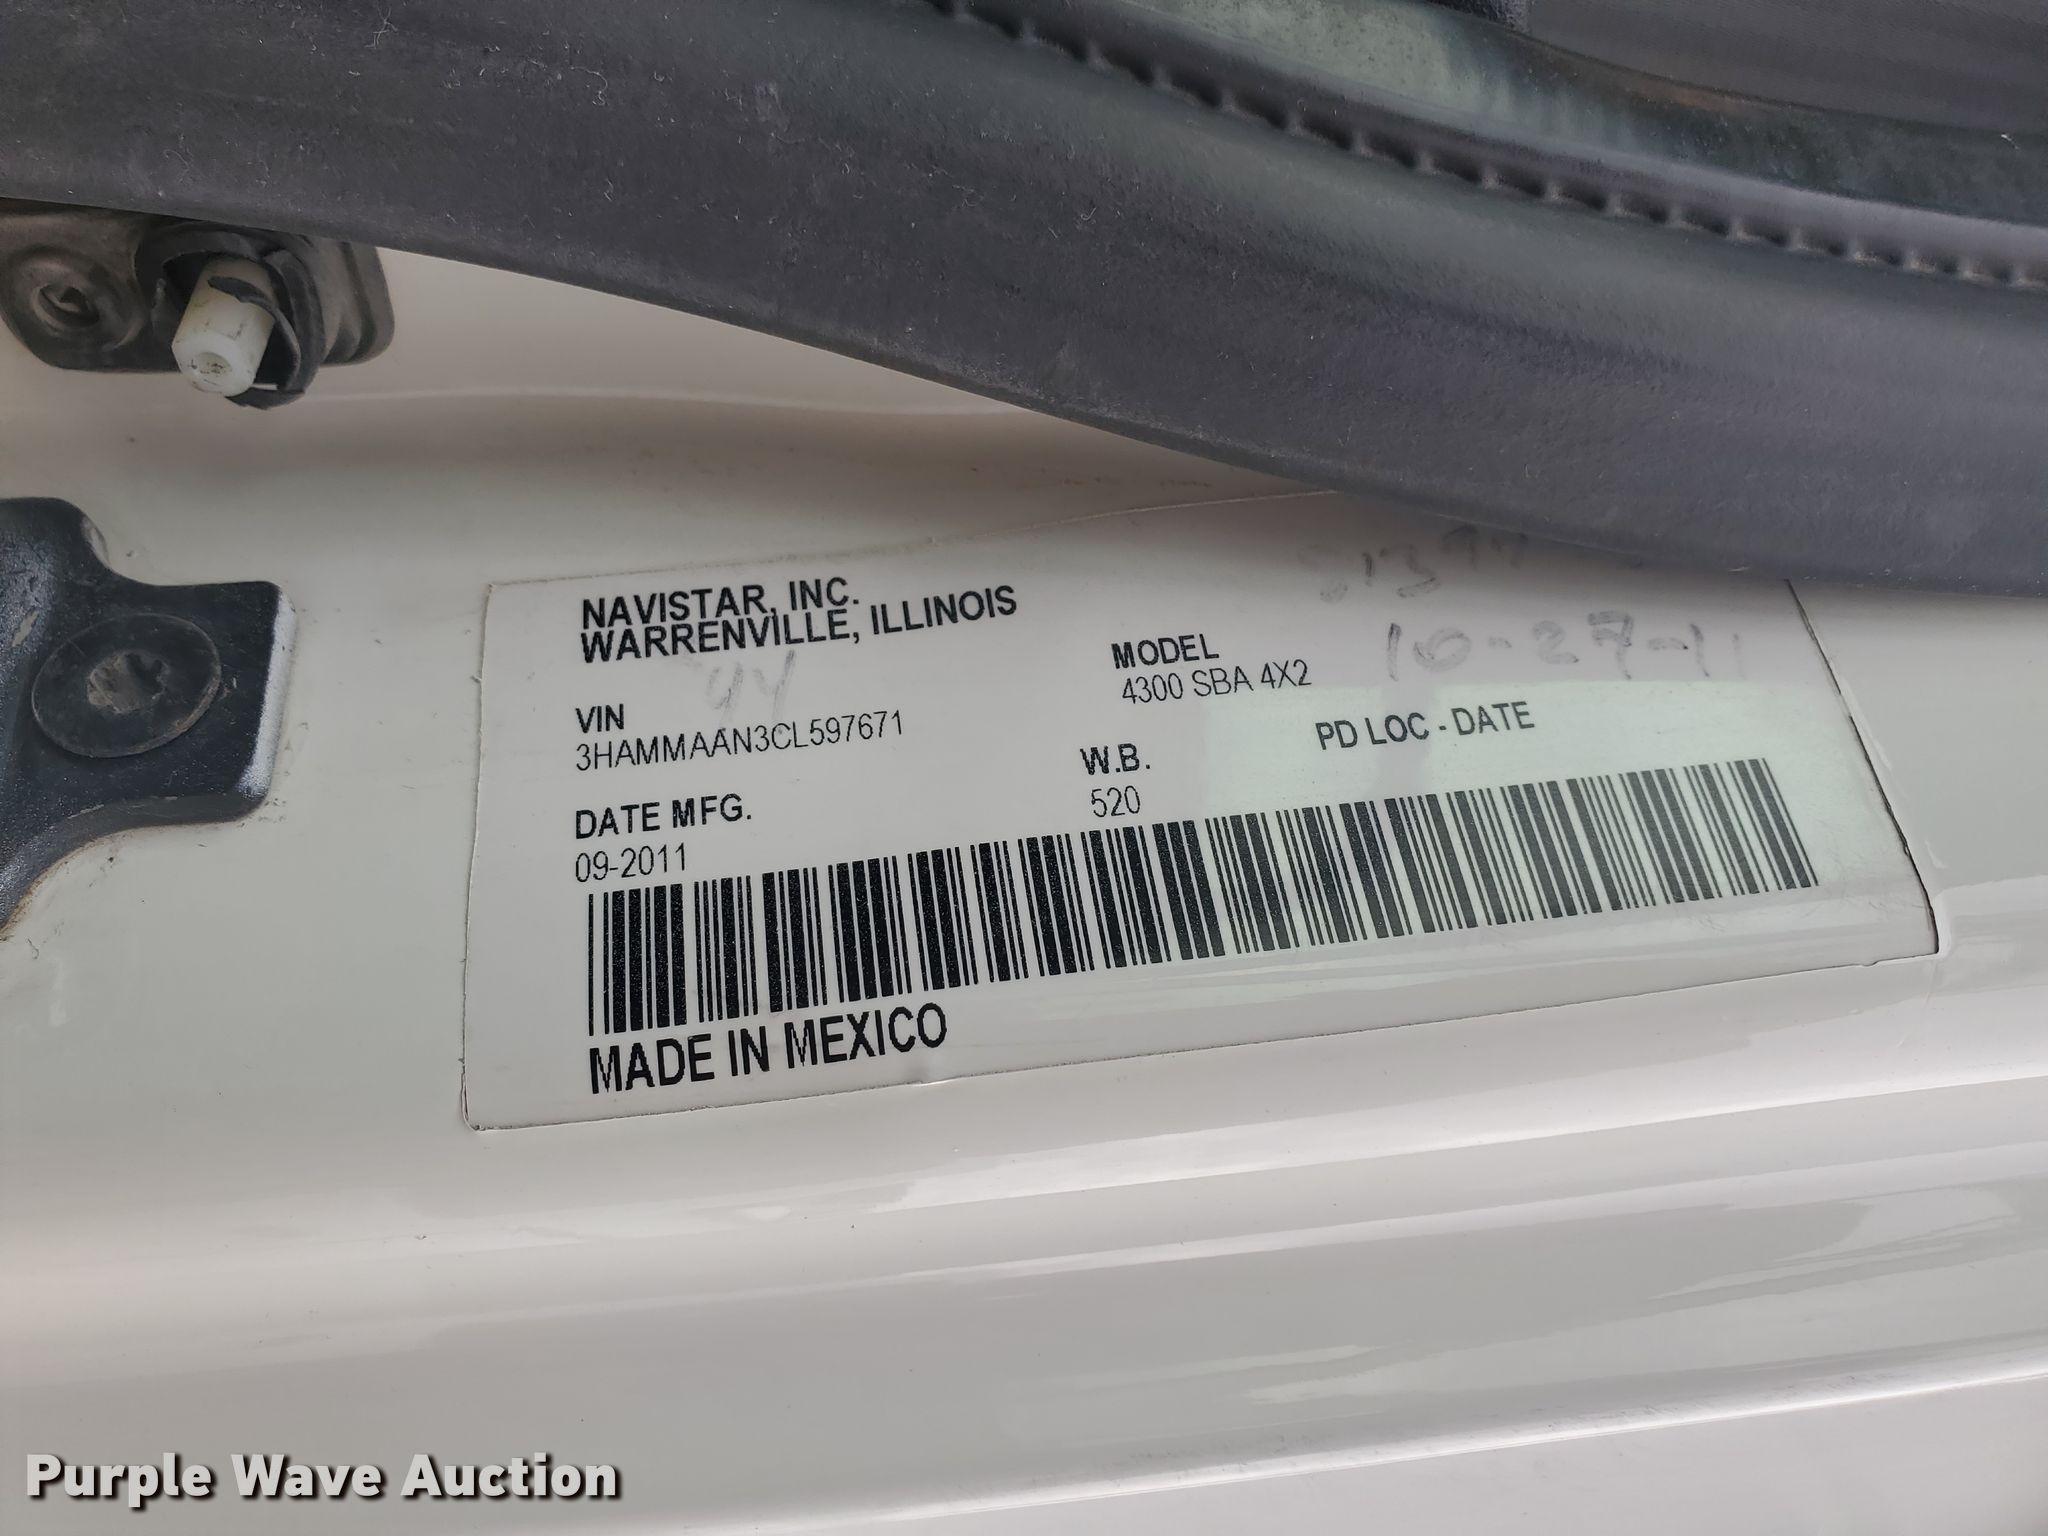 NAVISTAR, INC.
WARRENVILLE, ILLINOIS
44
VIN
3HAMMAAN3CL597671
MODEL
4300 SBA 4X2
10-27-11
DATE MFG.
09-2011
W.B.
520
PD LOC - DATE
MADE IN MEXICO
Purple Wave Auction